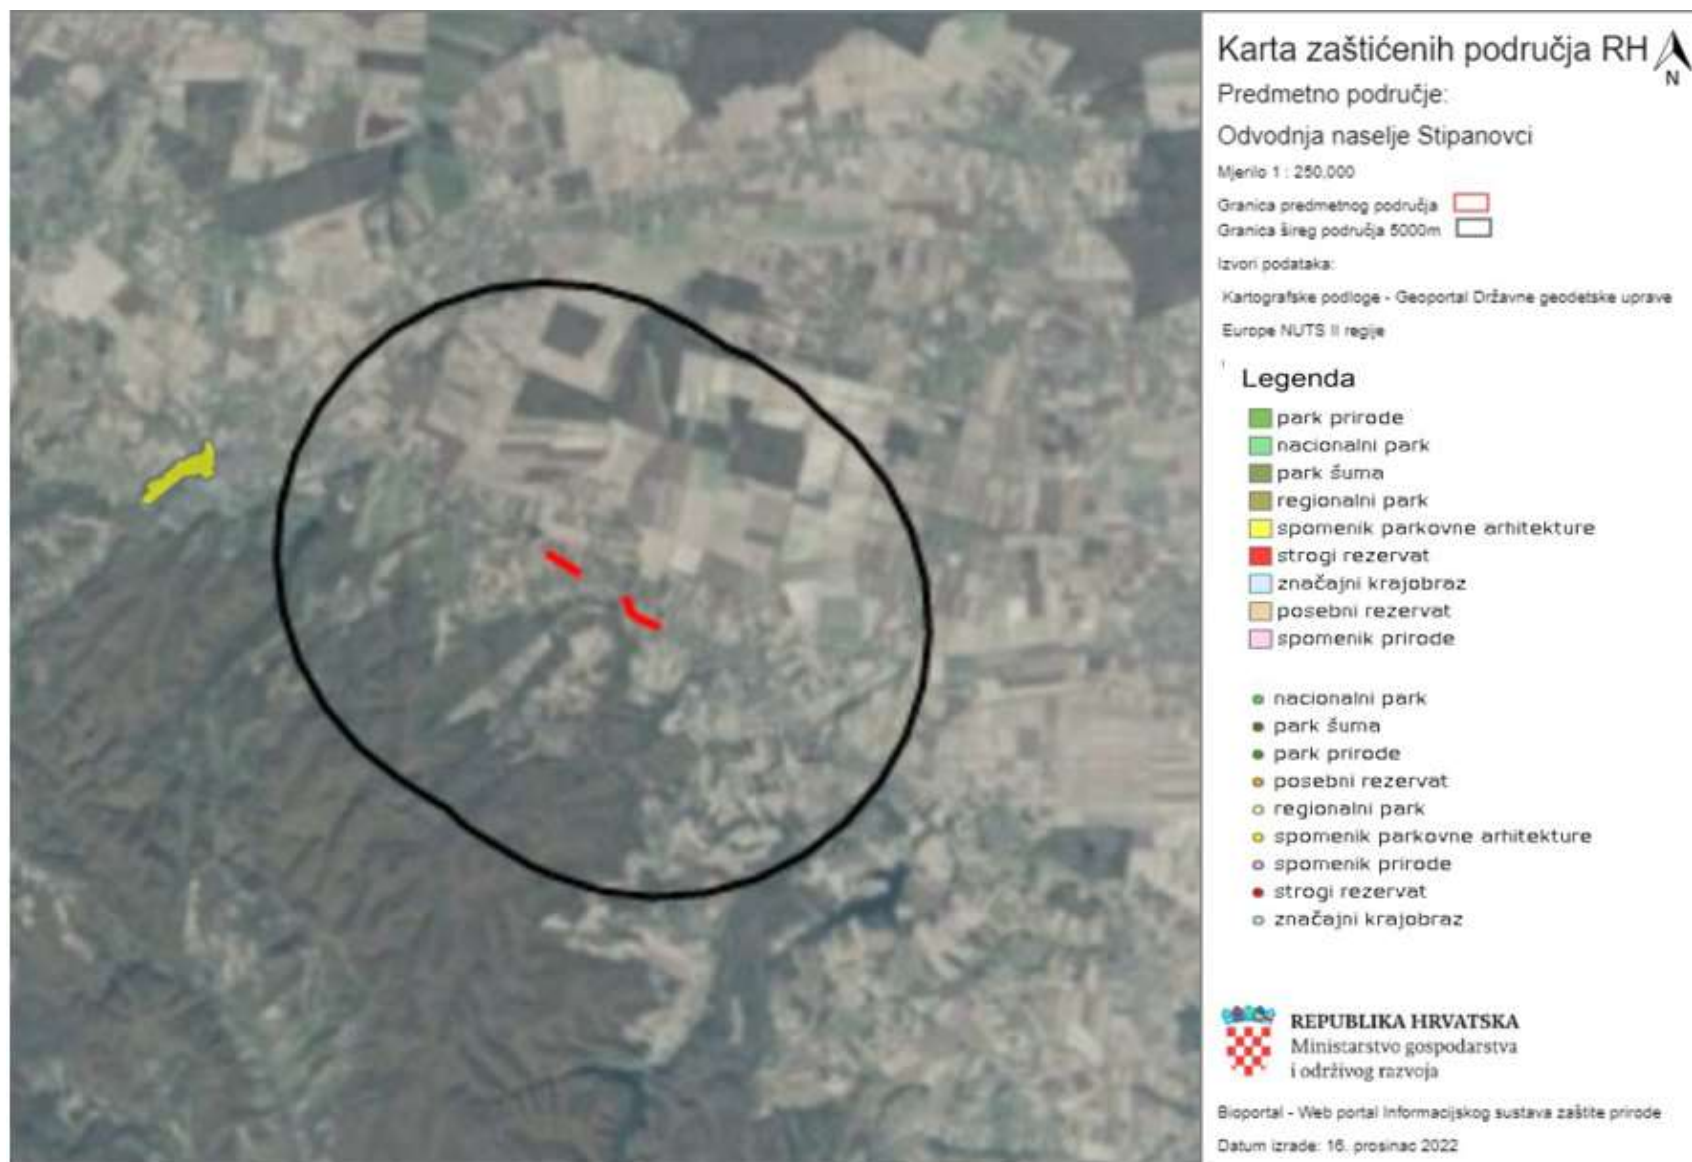 Karta zaštićenih područja RH
N
Predmetno područje:
Odvodnja naselje Stipanovci
Mjerilo 1 : 250.000
Granica predmetnog područja
Granica šireg područja 5000m
Izvori podataka:
Kartografske podloge - Geoportal Državne geodetske uprave
Europe NUTS II regije
Legenda
park prirode
nacionalni park
park šuma
regionalni park
spomenik parkovne arhitekture
strogi rezervat
značajni krajobraz
posebni rezervat
spomenik prirode
nacionalni park
park šuma
park prirode
posebni rezervat
regionalni park
spomenik parkovne arhitekture
spomenik prirode
strogi rezervat
značajni krajobraz
REPUBLIKA HRVATSKA
Ministarstvo gospodarstva
i održivog razvoja
Bioportal - Web portal Informacijskog sustava zaštite prirode
Datum izrade: 16. prosinac 2022